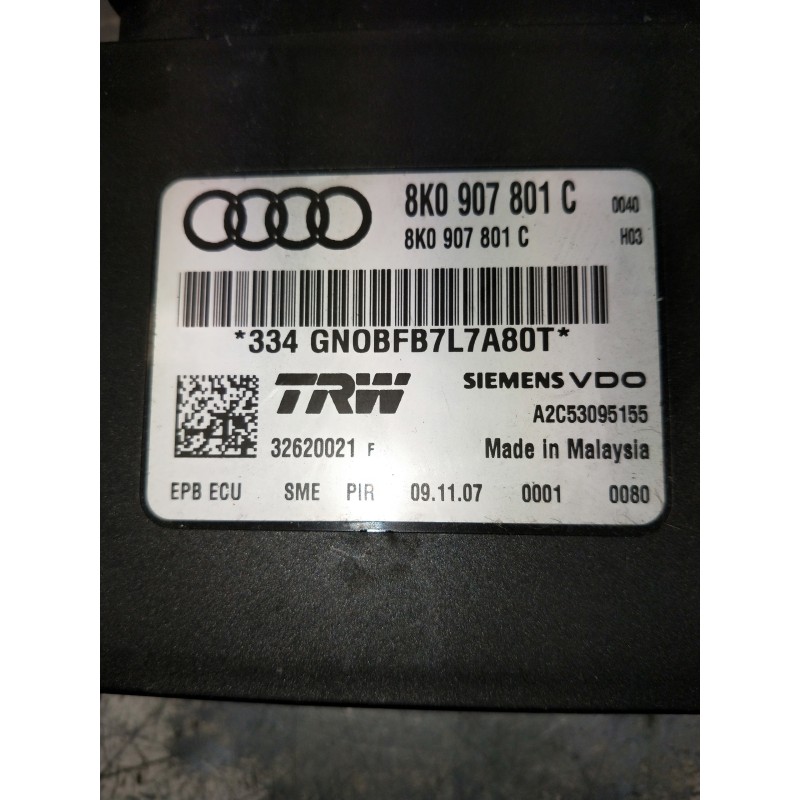 8K0 907 801 C 0040
8K0 907 801 C H03
*334 GN0BFB7L7A80T*
TRW SIEMENS VDO
A2C53095155
32620021 F Made in Malaysia
EPB ECU SME PIR 09.11.07 0001 0080